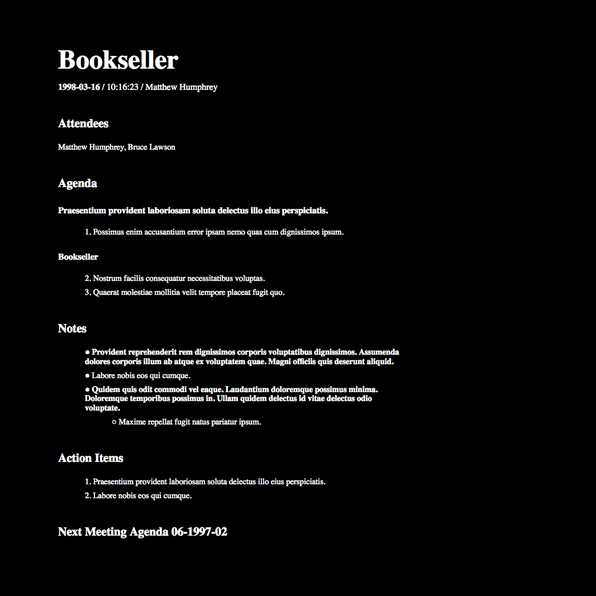 Bookseller
1998-03-16 / 10:16:23 / Matthew Humphrey
Attendees
Matthew Humphrey, Bruce Lawson
Agenda
Praesentium provident laboriosam soluta delectus illo eius perspiciatis.
1. Possimus enim accusantium error ipsam nemo quas cum dignissimos ipsum.
Bookseller
2. Nostrum facilis consequatur necessitatibus voluptas.
3. Quaerat molestiae mollitia velit tempore placeat fugit quo.
Notes
● Provident reprehenderit rem dignissimos corporis voluptatibus dignissimos. Assumenda
dolores corporis illum ab atque ex voluptatem quae. Magni officiis quis deserunt aliquid.
● Labore nobis eos qui cumque.
● Quidem quis odit commodi vel eaque. Laudantium doloremque possimus minima.
Doloremque temporibus possimus in. Ullam quidem delectus id vitae delectus odio
voluptate.
○ Maxime repellat fugit natus pariatur ipsum.
Action Items
1. Praesentium provident laboriosam soluta delectus illo eius perspiciatis.
2. Labore nobis eos qui cumque.
Next Meeting Agenda 06-1997-02